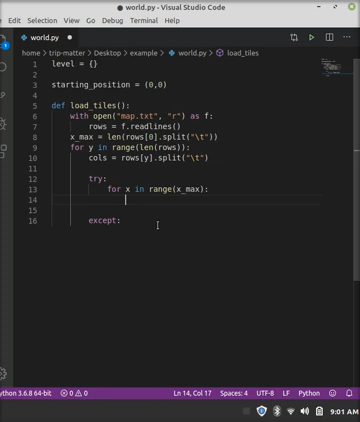 world.py - Visual Studio Code
Edit Selection View Go Debug Terminal Help
world.py
home > trip-matter > Desktop > example > world.py > load_tiles
1 level = {}
2
3 starting_position = (0,0)
4
5 def load_tiles():
6 with open("map.txt", "r") as f:
7 rows = f.readlines()
8 x_max = len(rows[0].split("\t"))
9 for y in range(len(rows)):
10 cols = rows[y].split("\t")
11
12 try:
13 for x in range(x_max):
14
15
16 except:
ython 3.6.8 64-bit 0 0 Ln 14, Col 17 Spaces: 4 UTF-8 LF Python
9:01 AM